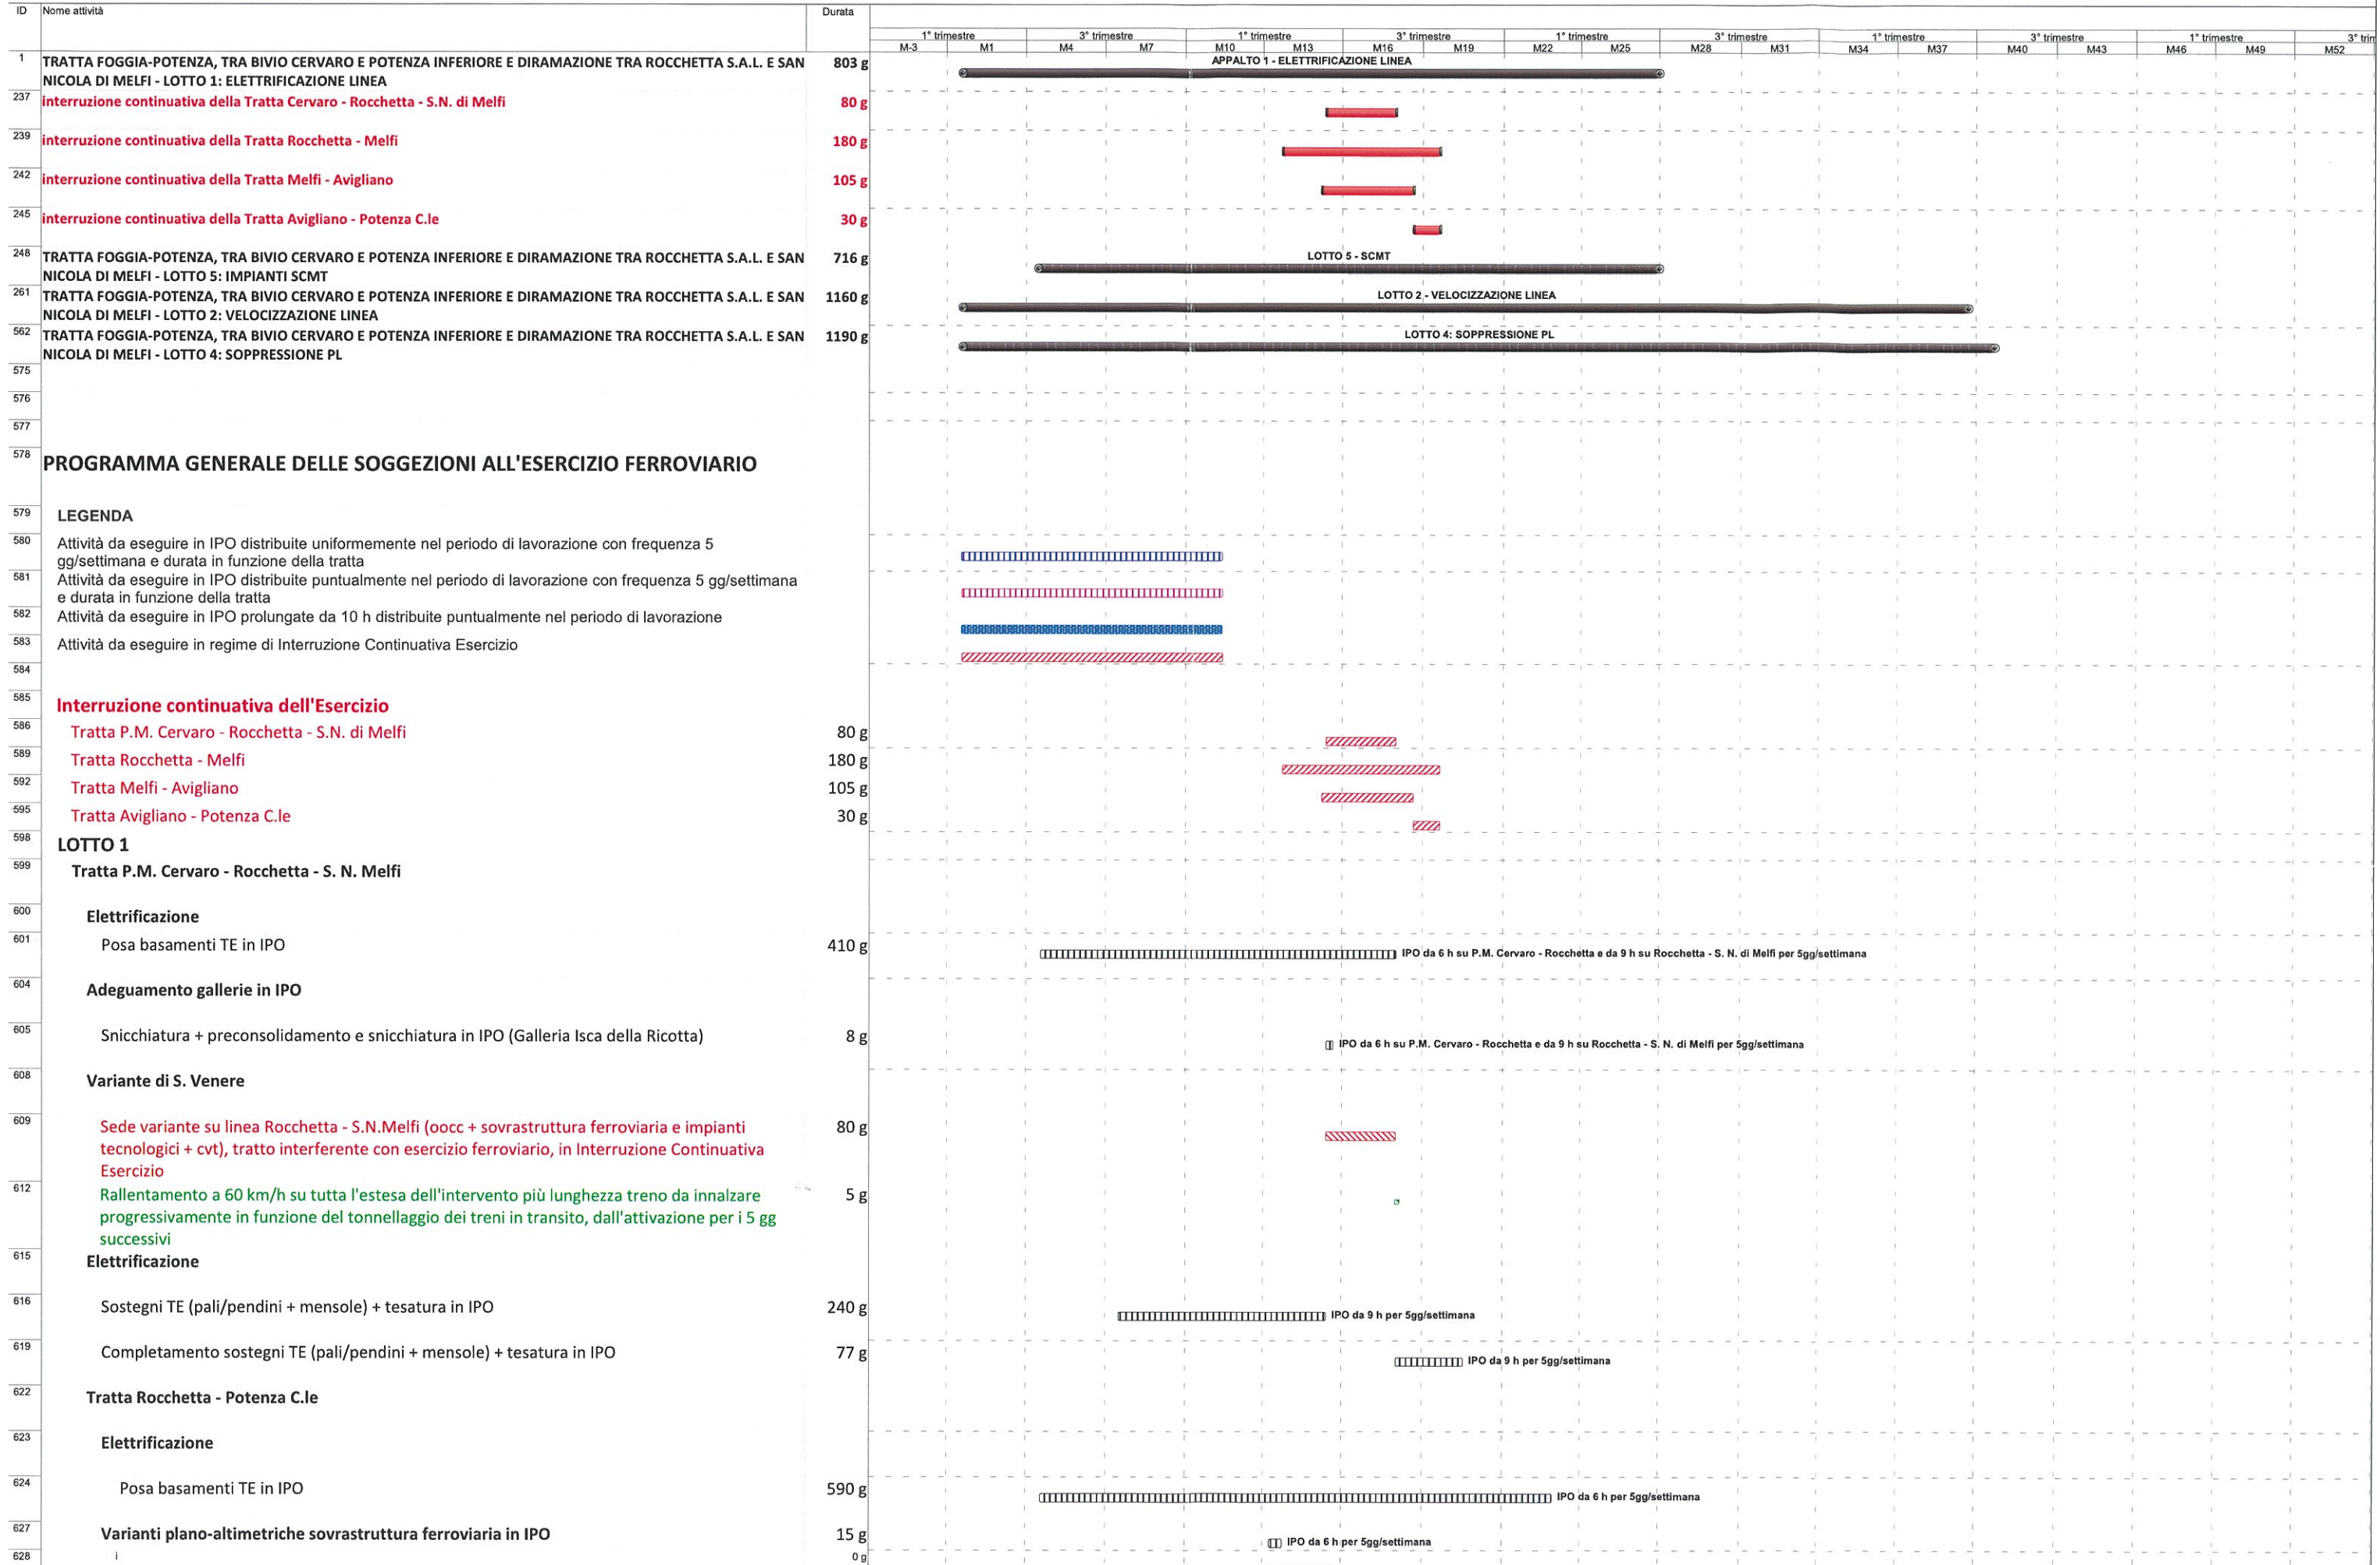 ID Nome attività Durata
1° trimestre 3° trimestre 1° trimestre 3° trimestre 1° trimestre 3° trimestre 1° trimestre 3° trimestre 1° trimestre 3° trim
M-3 M1 M4 M7 M10 M13 M16 M19 M22 M25 M28 M31 M34 M37 M40 M43 M46 M49 M52
1 TRATTA FOGGIA-POTENZA, TRA BIVIO CERVARO E POTENZA INFERIORE E DIRAMAZIONE TRA ROCCHETTA S.A.L. E SAN 803 g APPALTO 1 - ELETTRIFICAZIONE LINEA
NICOLA DI MELFI - LOTTO 1: ELETTRIFICAZIONE LINEA
237 interruzione continuativa della Tratta Cervaro - Rocchetta - S.N. di Melfi 80 g
239 interruzione continuativa della Tratta Rocchetta - Melfi 180 g
242 interruzione continuativa della Tratta Melfi - Avigliano 105 g
245 interruzione continuativa della Tratta Avigliano - Potenza C.le 30 g
248 TRATTA FOGGIA-POTENZA, TRA BIVIO CERVARO E POTENZA INFERIORE E DIRAMAZIONE TRA ROCCHETTA S.A.L. E SAN 716 g LOTTO 5 - SCMT
NICOLA DI MELFI - LOTTO 5: IMPIANTI SCMT
261 TRATTA FOGGIA-POTENZA, TRA BIVIO CERVARO E POTENZA INFERIORE E DIRAMAZIONE TRA ROCCHETTA S.A.L. E SAN 1160 g LOTTO 2 - VELOCIZZAZIONE LINEA
NICOLA DI MELFI - LOTTO 2: VELOCIZZAZIONE LINEA
562 TRATTA FOGGIA-POTENZA, TRA BIVIO CERVARO E POTENZA INFERIORE E DIRAMAZIONE TRA ROCCHETTA S.A.L. E SAN 1190 g LOTTO 4: SOPPRESSIONE PL
NICOLA DI MELFI - LOTTO 4: SOPPRESSIONE PL
575
576
577
578 PROGRAMMA GENERALE DELLE SOGGEZIONI ALL'ESERCIZIO FERROVIARIO
579 LEGENDA
580 Attività da eseguire in IPO distribuite uniformemente nel periodo di lavorazione con frequenza 5
gg/settimana e durata in funzione della tratta
581 Attività da eseguire in IPO distribuite puntualmente nel periodo di lavorazione con frequenza 5 gg/settimana
e durata in funzione della tratta
582 Attività da eseguire in IPO prolungate da 10 h distribuite puntualmente nel periodo di lavorazione
583 Attività da eseguire in regime di Interruzione Continuativa Esercizio
584
585 Interruzione continuativa dell'Esercizio
586 Tratta P.M. Cervaro - Rocchetta - S.N. di Melfi 80 g
589 Tratta Rocchetta - Melfi 180 g
592 Tratta Melfi - Avigliano 105 g
595 Tratta Avigliano - Potenza C.le 30 g
598 LOTTO 1
599 Tratta P.M. Cervaro - Rocchetta - S. N. Melfi
600 Elettrificazione
601 Posa basamenti TE in IPO 410 g IPO da 6 h su P.M. Cervaro - Rocchetta e da 9 h su Rocchetta - S. N. di Melfi per 5gg/settimana
604 Adeguamento gallerie in IPO
605 Snicchiatura + preconsolidamento e snicchiatura in IPO (Galleria Isca della Ricotta) 8 g IPO da 6 h su P.M. Cervaro - Rocchetta e da 9 h su Rocchetta - S. N. di Melfi per 5gg/settimana
608 Variante di S. Venere
609 Sede variante su linea Rocchetta - S.N.Melfi (oocc + sovrastruttura ferroviaria e impianti 80 g
tecnologici + cvt), tratto interferente con esercizio ferroviario, in Interruzione Continuativa
Esercizio
612 Rallentamento a 60 km/h su tutta l'estesa dell'intervento più lunghezza treno da innalzare 5 g
progressivamente in funzione del tonnellaggio dei treni in transito, dall'attivazione per i 5 gg
successivi
615 Elettrificazione
616 Sostegni TE (pali/pendini + mensole) + tesatura in IPO 240 g IPO da 9 h per 5gg/settimana
619 Completamento sostegni TE (pali/pendini + mensole) + tesatura in IPO 77 g IPO da 9 h per 5gg/settimana
622 Tratta Rocchetta - Potenza C.le
623 Elettrificazione
624 Posa basamenti TE in IPO 590 g IPO da 6 h per 5gg/settimana
627 Varianti plano-altimetriche sovrastruttura ferroviaria in IPO 15 g IPO da 6 h per 5gg/settimana
628 i 0 g